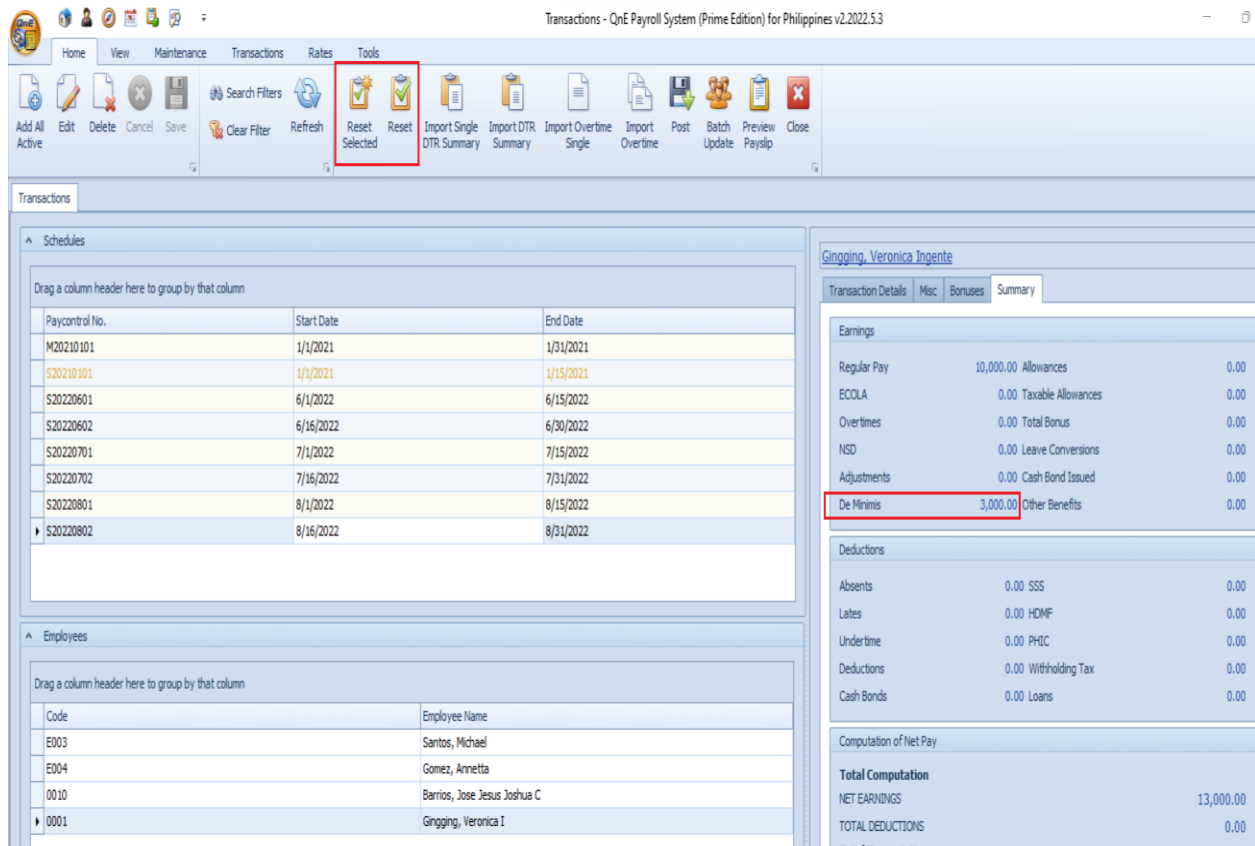 QnE
Transactions - QnE Payroll System (Prime Edition) for Philippines v2.2022.5.3
Home View Maintenance Transactions Rates Tools
Add All Active
Edit
Delete
Cancel
Save
Search Filters
Clear Filter
Refresh
Reset Selected
Reset
Import Single DTR Summary
Import DTR Summary
Import Overtime Single
Import Overtime
Post
Batch Update
Preview Payslip
Close
Transactions
Schedules
Drag a column header here to group by that column
Paycontrol No. Start Date End Date
M20210101 1/1/2021 1/31/2021
S20210101 1/1/2021 1/15/2021
S20220601 6/1/2022 6/15/2022
S20220602 6/16/2022 6/30/2022
S20220701 7/1/2022 7/15/2022
S20220702 7/16/2022 7/31/2022
S20220801 8/1/2022 8/15/2022
S20220802 8/16/2022 8/31/2022
Employees
Drag a column header here to group by that column
Code Employee Name
E003 Santos, Michael
E004 Gomez, Annetta
0010 Barrios, Jose Jesus Joshua C
0001 Gingging, Veronica I
Gingging, Veronica Ingente
Transaction Details Misc Bonuses Summary
Earnings
Regular Pay 10,000.00 Allowances 0.00
ECOLA 0.00 Taxable Allowances 0.00
Overtimes 0.00 Total Bonus 0.00
NSD 0.00 Leave Conversions 0.00
Adjustments 0.00 Cash Bond Issued 0.00
De Minimis 3,000.00 Other Benefits 0.00
Deductions
Absents 0.00 SSS 0.00
Lates 0.00 HDMF 0.00
Undertime 0.00 PHIC 0.00
Deductions 0.00 Withholding Tax 0.00
Cash Bonds 0.00 Loans 0.00
Computation of Net Pay
Total Computation
NET EARNINGS 13,000.00
TOTAL DEDUCTIONS 0.00